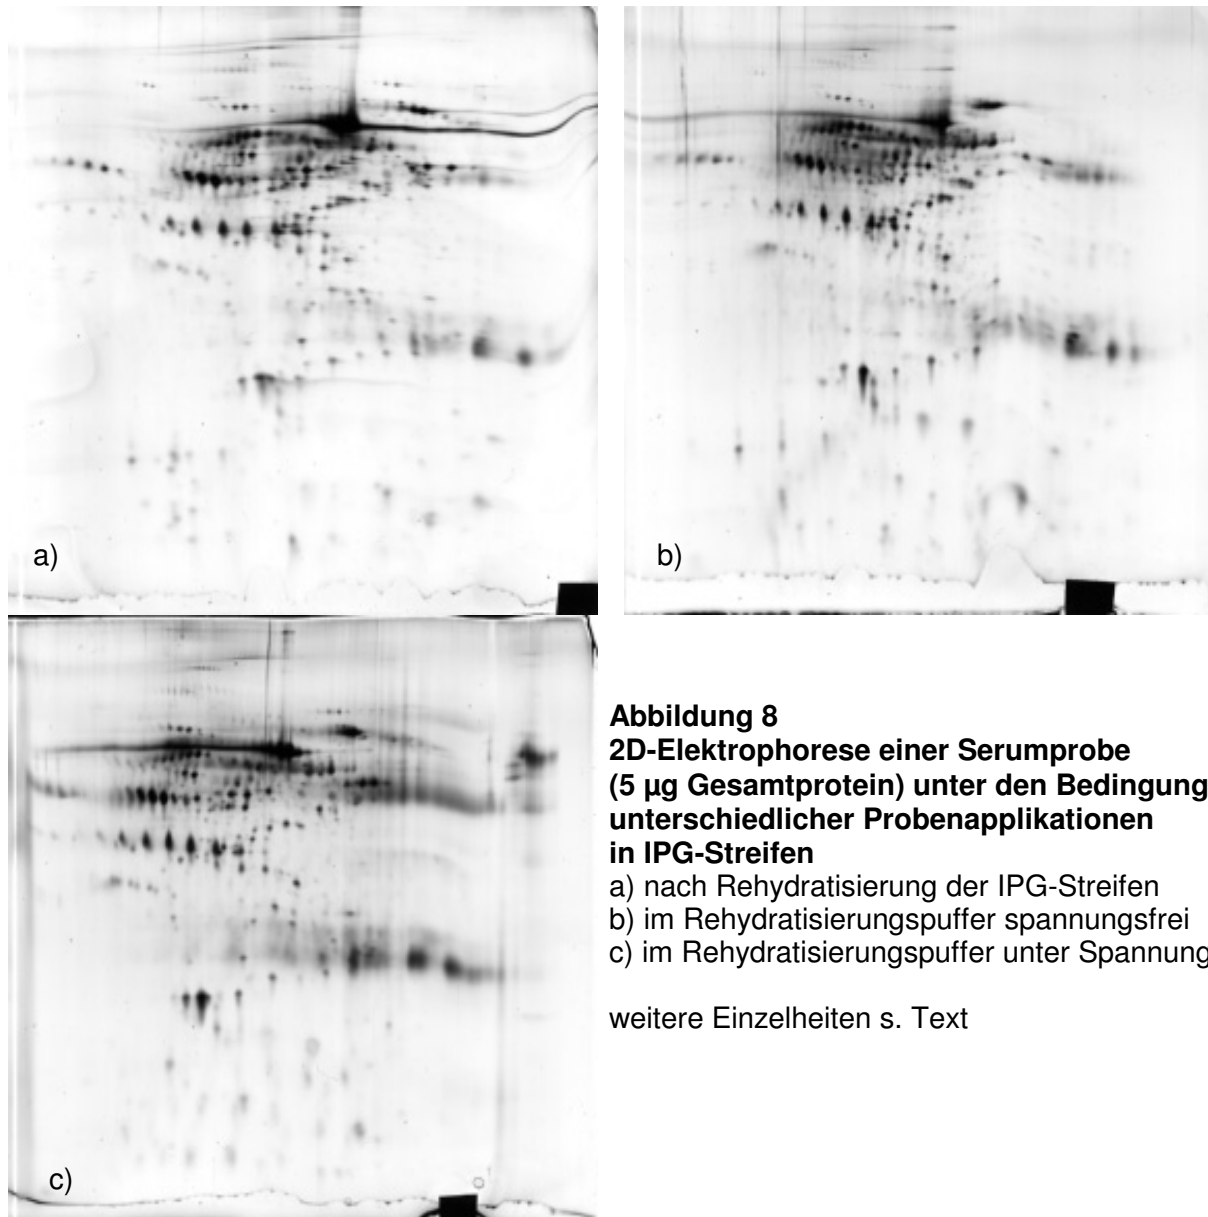 a)
b)
c)
Abbildung 8
2D-Elektrophorese einer Serumprobe
(5 µg Gesamtprotein) unter den Bedingung
unterschiedlicher Probenapplikationen
in IPG-Streifen
a) nach Rehydratisierung der IPG-Streifen
b) im Rehydratisierungspuffer spannungsfrei
c) im Rehydratisierungspuffer unter Spannung
weitere Einzelheiten s. Text